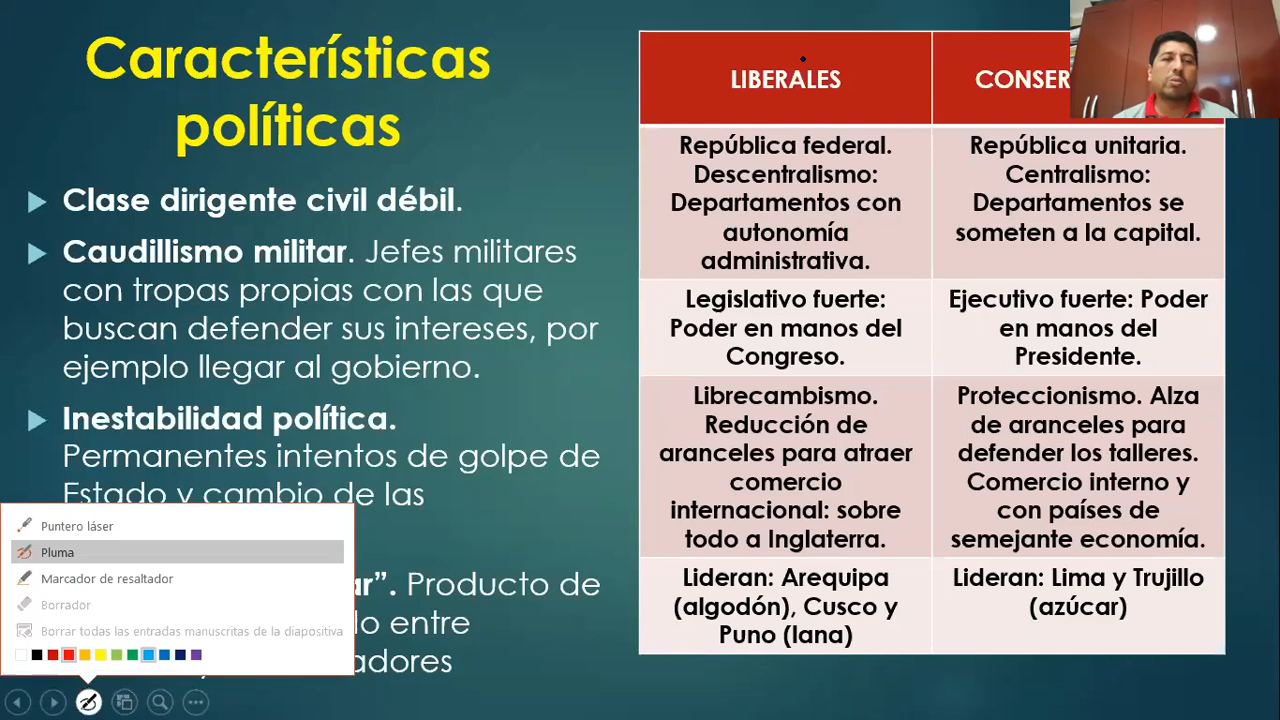 Características
políticas
Clase dirigente civil débil.
Caudillismo militar. Jefes militares
con tropas propias con las que
buscan defender sus intereses, por
ejemplo llegar al gobierno.
Inestabilidad política.
Permanentes intentos de golpe de
Estado y cambio de las
ar”. Producto de
lo entre
adores
LIBERALES
CONSER
República federal.
Descentralismo:
Departamentos con
autonomía
administrativa.
República unitaria.
Centralismo:
Departamentos se
someten a la capital.
Legislativo fuerte:
Poder en manos del
Congreso.
Ejecutivo fuerte: Poder
en manos del
Presidente.
Librecambismo.
Reducción de
aranceles para atraer
comercio
internacional: sobre
todo a Inglaterra.
Proteccionismo. Alza
de aranceles para
defender los talleres.
Comercio interno y
con países de
semejante economía.
Lideran: Arequipa
(algodón), Cusco y
Puno (lana)
Lideran: Lima y Trujillo
(azúcar)
Puntero láser
Pluma
Marcador de resaltador
Borrador
Borrar todas las entradas manuscritas de la diapositiva